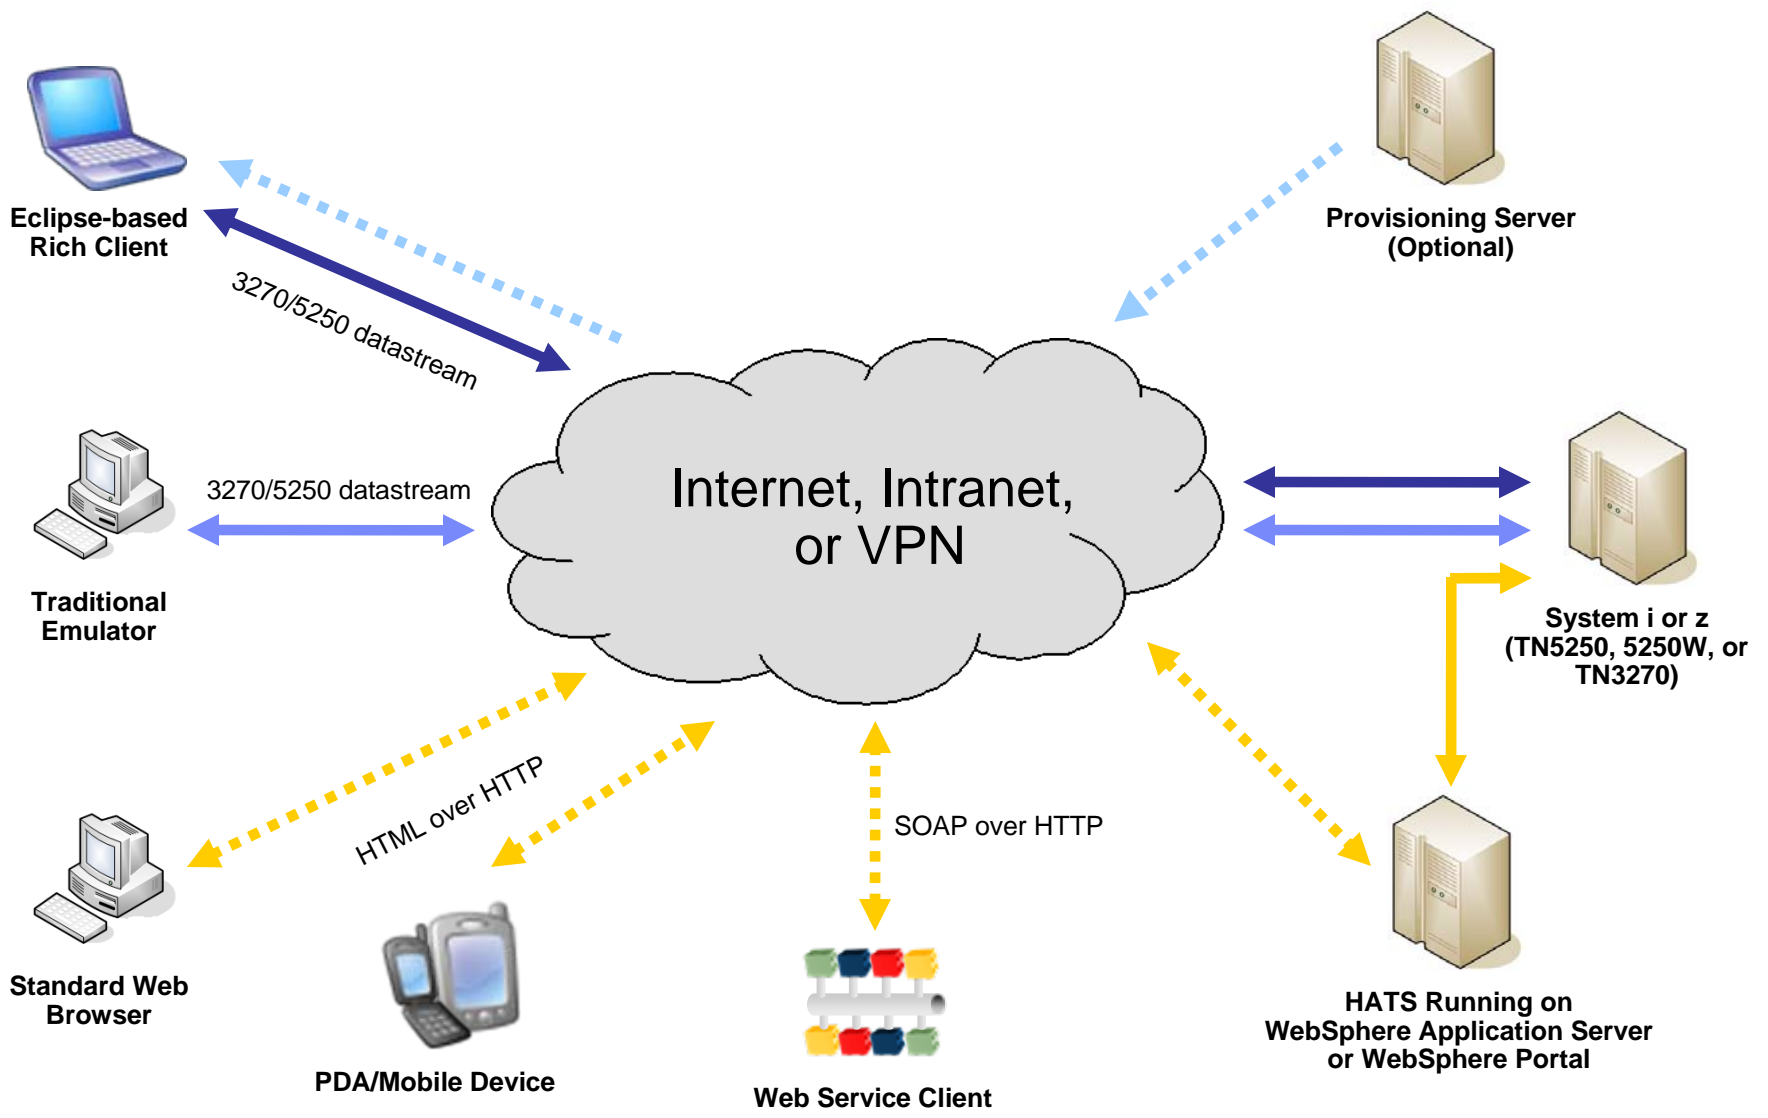 Eclipse-based
Rich Client
Provisioning Server
(Optional)
3270/5250 datastream
3270/5250 datastream
Internet, Intranet,
or VPN
Traditional
Emulator
System i or z
(TN5250, 5250W, or
TN3270)
HTML over HTTP
SOAP over HTTP
Standard Web
Browser
HATS Running on
WebSphere Application Server
or WebSphere Portal
PDA/Mobile Device
Web Service Client